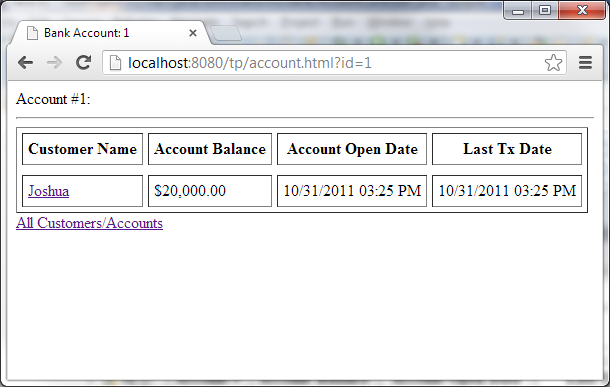 Bank Account: 1
localhost:8080/tp/account.html?id=1
Account #1:
Customer Name Account Balance Account Open Date Last Tx Date
Joshua $20,000.00 10/31/2011 03:25 PM 10/31/2011 03:25 PM
All Customers/Accounts